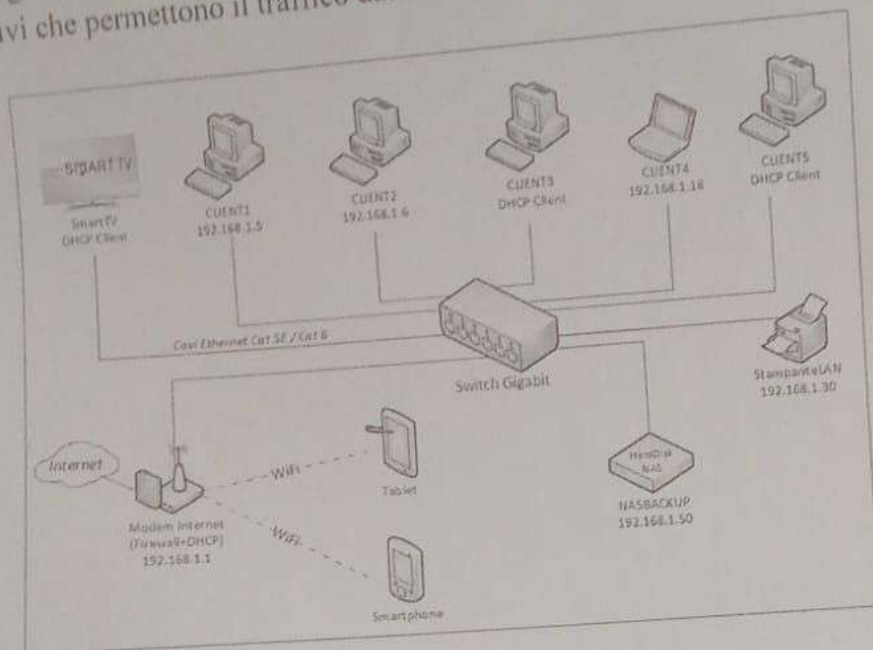 ivi che permettono il traffico
SMART TV
SmartTV
DHCP Client
CLIENT1
192.168.1.5
CLIENT2
192.168.1.6
CLIENT3
DHCP Client
CLIENT4
192.168.1.18
CLIENT5
DHCP Client
Cavi Ethernet Cat 5E / Cat 6
Switch Gigabit
StampanteLAN
192.168.1.30
Internet
Modem Internet
(Firewall+DHCP)
192.168.1.1
WiFi
Tablet
WiFi
Smartphone
HardDisk
NAS
NASBACKUP
192.168.1.50